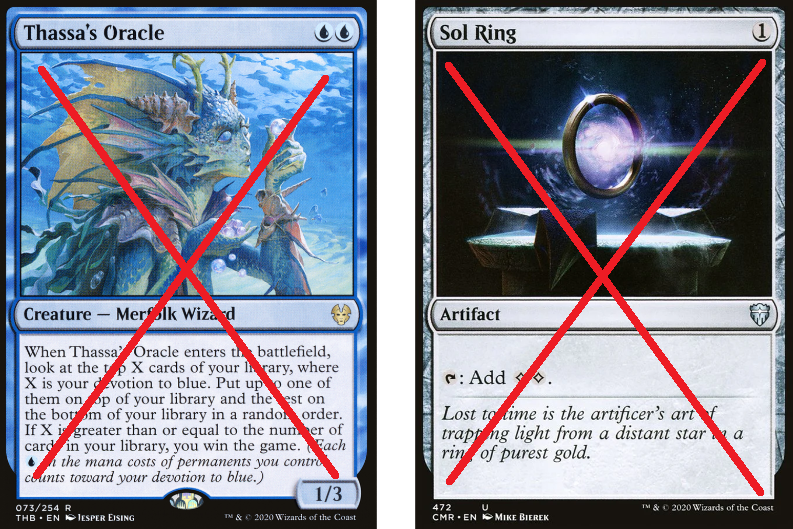 Thassa's Oracle
Creature — Merfolk Wizard
When Thassa's Oracle enters the battlefield,
look at the top X cards of your library, where
X is your devotion to blue. Put up to one of
them on top of your library and the rest on
the bottom of your library in a random order.
If X is greater than or equal to the number of
cards in your library, you win the game. (Each
in the mana costs of permanents you control
counts toward your devotion to blue.)
1/3
073/254 R
THB • EN Jesper Eising
™ & © 2020 Wizards of the Coast
Sol Ring
1
Artifact
: Add .
Lost to time is the artificer's art of
trapping light from a distant star in a
ring of purest gold.
472 U
CMR • EN Mike Bierek
™ & © 2020 Wizards of the Coast